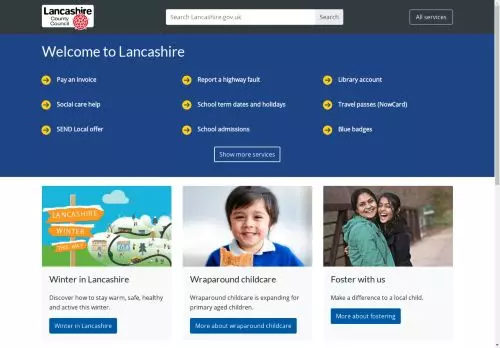 Lancashire
County
Council
Search Lancashire.gov.uk
Search
All services
Welcome to Lancashire
Pay an invoice
Report a highway fault
Library account
Social care help
School term dates and holidays
Travel passes (NowCard)
SEND Local offer
School admissions
Blue badges
Show more services
LANCASHIRE
WINTER
Winter in Lancashire
Discover how to stay warm, safe, healthy
and active this winter.
Winter in Lancashire
Wraparound childcare
Wraparound childcare is expanding for
primary aged children.
More about wraparound childcare
Foster with us
Make a difference to a local child.
More about fostering